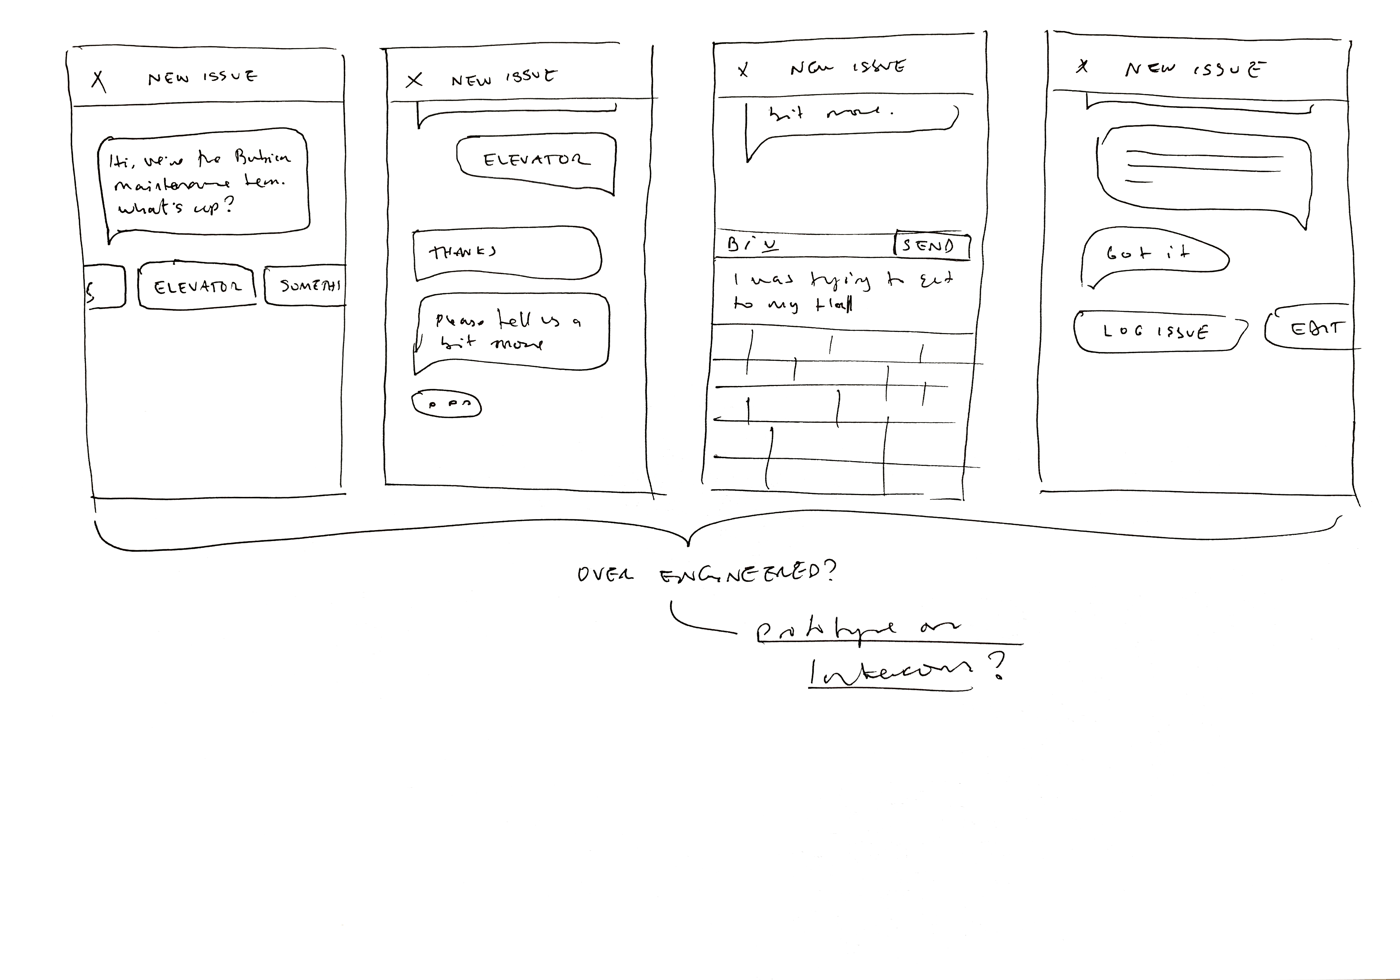 X NEW ISSUE
Hi, we're the
maintenance team.
what's up?
S
ELEVATOR
SOMETHI
X NEW ISSUE
ELEVATOR
THANKS
Please tell us a
bit more
X NEW ISSUE
bit more.
B i U
SEND
I was trying to get
to my flat
X NEW ISSUE
Got it
LOG ISSUE
EDIT
OVER ENGINEERED?
Prototype on
Intercom?